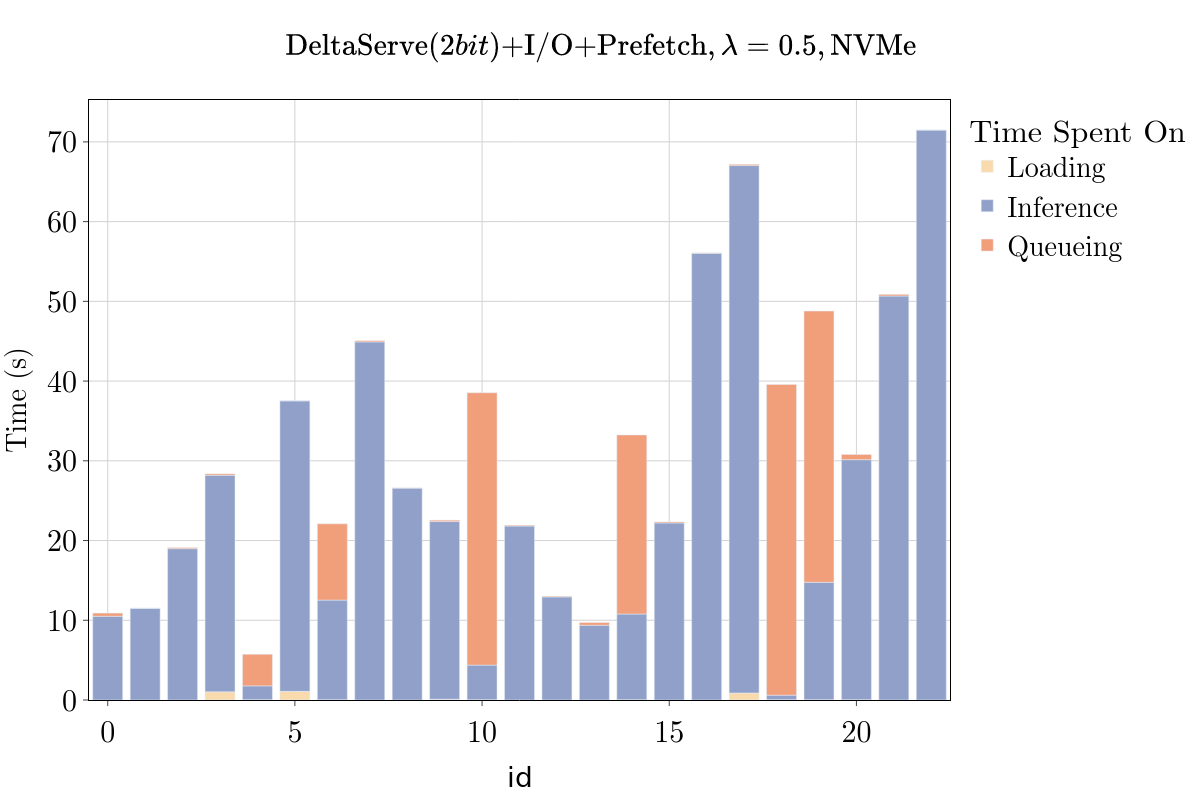 DeltaServe(2bit)+I/O+Prefetch, λ = 0.5, NVMe
Time Spent On
Loading
Inference
Queueing
Time (s)
70
60
50
40
30
20
10
0
0 5 10 15 20
id